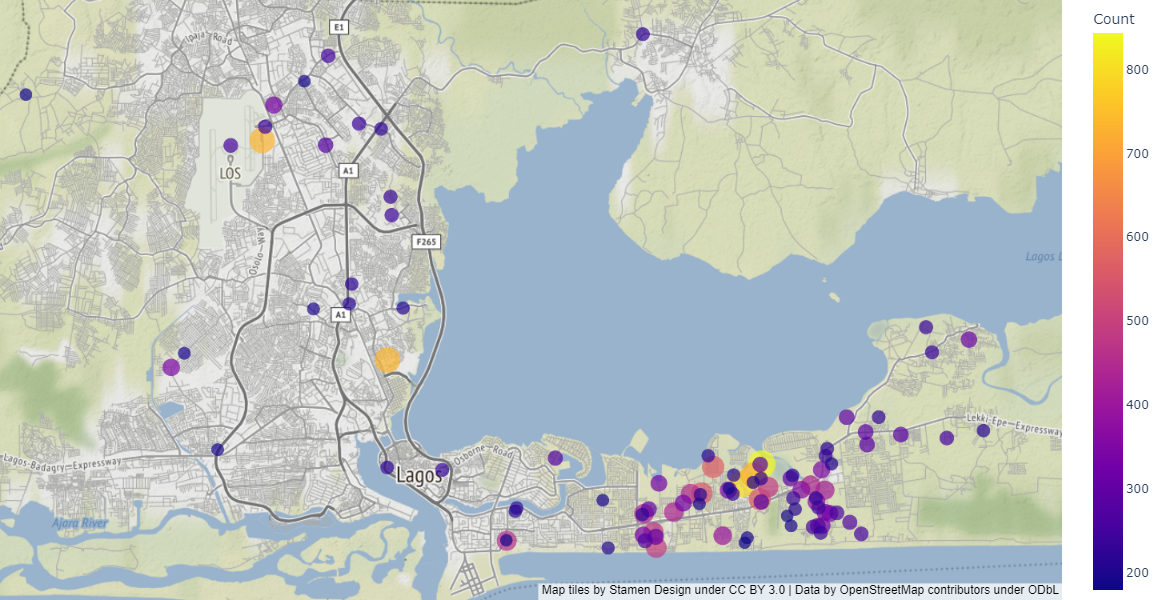 Count
E1
Ipaja Road
800
700
A1
LOS
600
F265
Osolo Way
Lagos L
500
A1
400
Lekki-Epe Expressway
Lagos-Badagry Expressway
Osborne Road
Lagos
300
Ajara River
200
Map tiles by Stamen Design under CC BY 3.0 | Data by OpenStreetMap contributors under ODbL